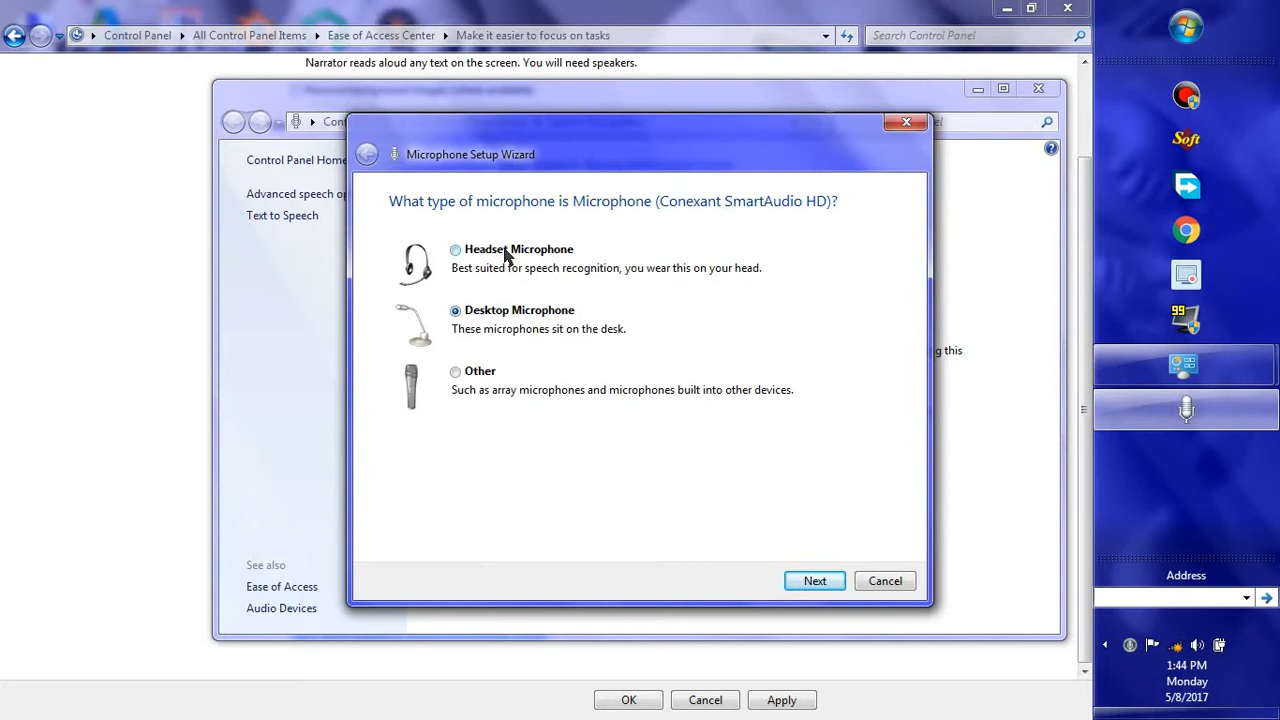 Control Panel All Control Panel Items Ease of Access Center Make it easier to focus on tasks
Search Control Panel
Narrator reads aloud any text on the screen. You will need speakers.
Control Panel Home
Advanced speech op
Text to Speech
Microphone Setup Wizard
What type of microphone is Microphone (Conexant SmartAudio HD)?
Headset Microphone
Best suited for speech recognition, you wear this on your head.
Desktop Microphone
These microphones sit on the desk.
g this
Other
Such as array microphones and microphones built into other devices.
See also
Ease of Access
Audio Devices
Next Cancel
OK Cancel Apply
Soft
99
Address
1:44 PM
Monday
5/8/2017